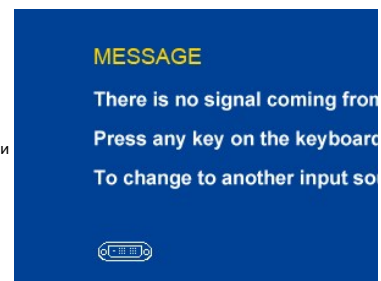 MESSAGE
There is no signal coming from
Press any key on the keyboard
и
To change to another input